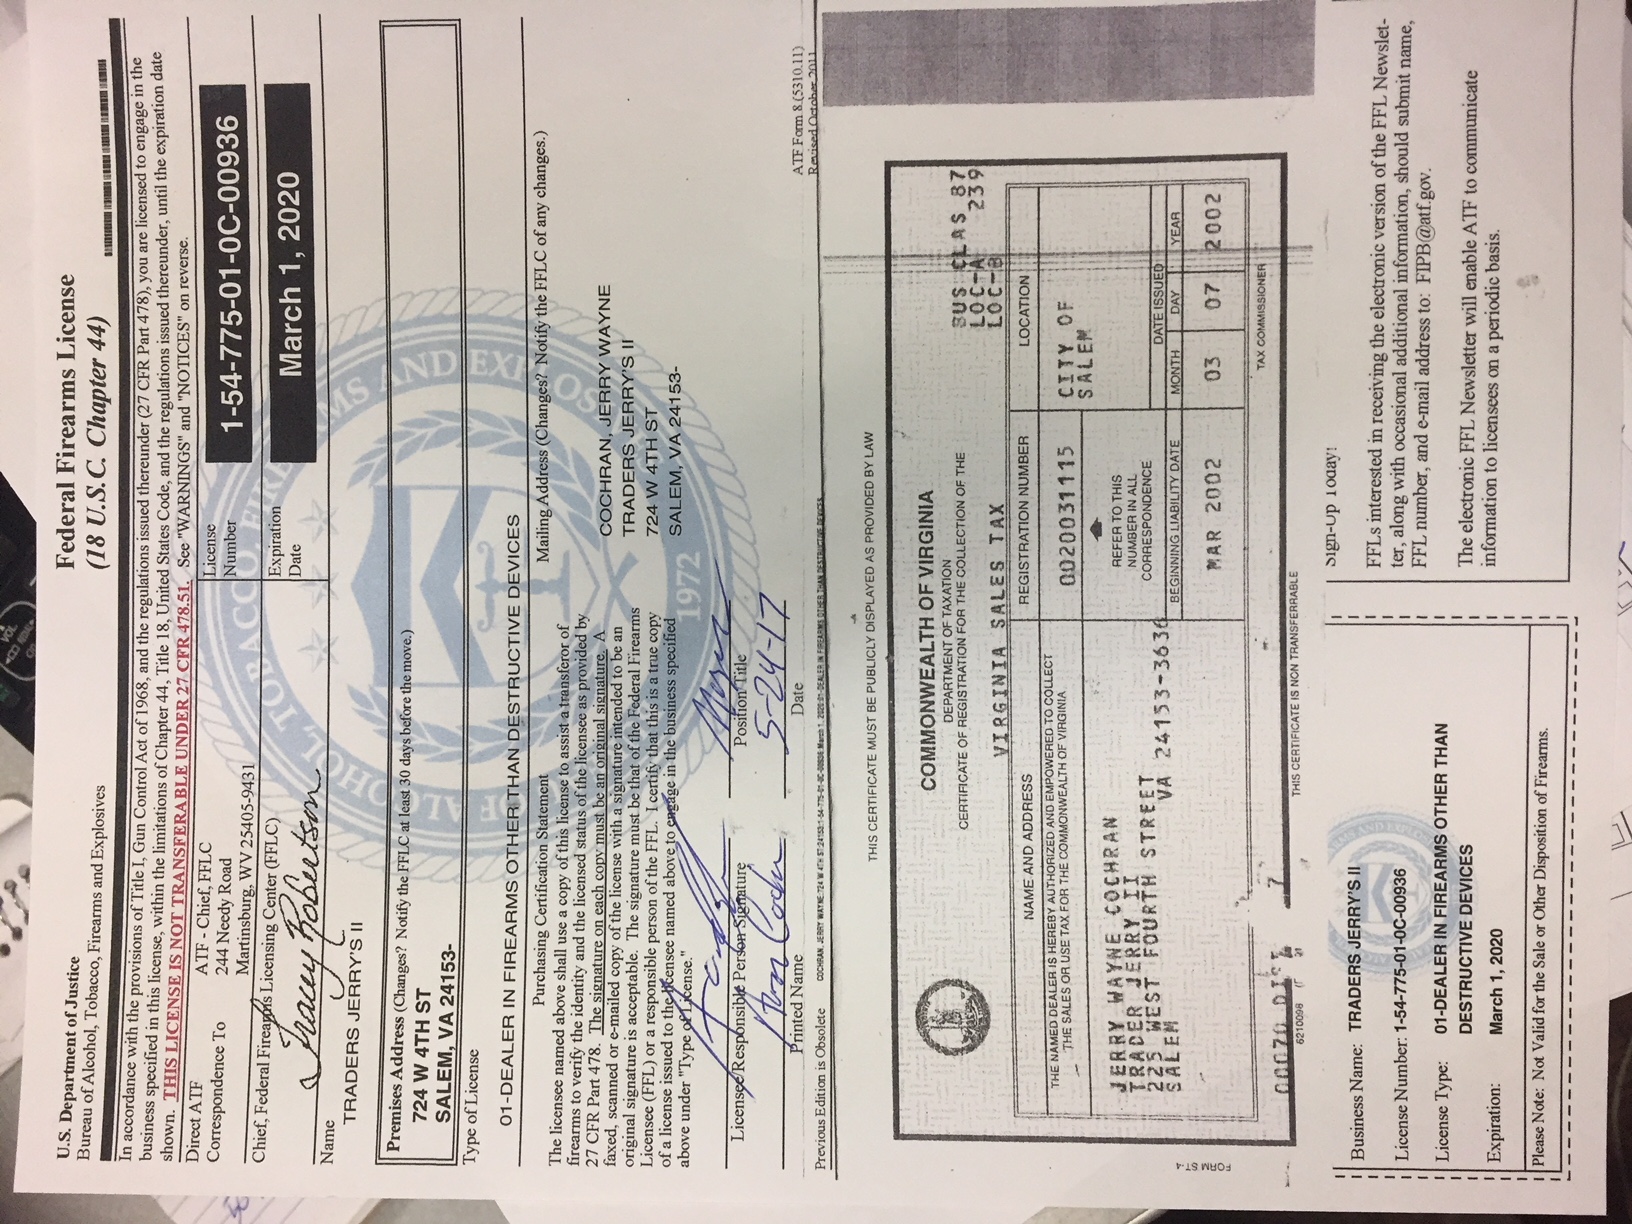 U.S. Department of Justice
Bureau of Alcohol, Tobacco, Firearms and Explosives
Federal Firearms License
(18 U.S.C. Chapter 44)
In accordance with the provisions of Title I, Gun Control Act of 1968, and the regulations issued thereunder (27 CFR Part 478), you are licensed to engage in the
business specified in this license, within the limitations of Chapter 44, Title 18, United States Code, and the regulations issued thereunder, until the expiration date
shown. THIS LICENSE IS NOT TRANSFERABLE UNDER 27 CFR 478.51. See "WARNINGS" and "NOTICES" on reverse.
Direct ATF
Correspondence To
ATF - Chief, FFLC
244 Needy Road
Martinsburg, WV 25405-9431
License
Number
1-54-775-01-0C-00936
Chief, Federal Firearms Licensing Center (FFLC)
Tracey Robertson
Expiration
Date
March 1, 2020
Name
TRADERS JERRY'S II
Premises Address (Changes? Notify the FFLC at least 30 days before the move.)
724 W 4TH ST
SALEM, VA 24153-
Type of License
01-DEALER IN FIREARMS OTHER THAN DESTRUCTIVE DEVICES
Purchasing Certification Statement
The licensee named above shall use a copy of this license to assist a transferor of
firearms to verify the identity and the licensed status of the licensee as provided by
27 CFR Part 478. The signature on each copy must be an original signature. A
faxed, scanned or e-mailed copy of the license with a signature intended to be an
original signature is acceptable. The signature must be that of the Federal Firearms
Licensee (FFL) or a responsible person of the FFL. I certify that this is a true copy
of a license issued to the licensee named above to engage in the business specified
above under "Type of License."
Mailing Address (Changes? Notify the FFLC of any changes.)
COCHRAN, JERRY WAYNE
TRADERS JERRY'S II
724 W 4TH ST
SALEM, VA 24153-
1972
Licensee/Responsible Person Signature
Position/Title
5-24-17
Printed Name
Date
ATF Form 8 (5310.11)
Revised October 2011
Previous Edition is Obsolete
COCHRAN, JERRY WAYNE:724 W 4TH ST:24153:1-54-775-01-0C-00936:March 1, 2020:01-DEALER IN FIREARMS OTHER THAN DESTRUCTIVE DEVICES
THIS CERTIFICATE MUST BE PUBLICLY DISPLAYED AS PROVIDED BY LAW
COMMONWEALTH OF VIRGINIA
DEPARTMENT OF TAXATION
CERTIFICATE OF REGISTRATION FOR THE COLLECTION OF THE
VIRGINIA SALES TAX
BUS CLAS 87
LOC-A 239
LOC-B
NAME AND ADDRESS
REGISTRATION NUMBER
LOCATION
THE NAMED DEALER IS HEREBY AUTHORIZED AND EMPOWERED TO COLLECT
THE SALES OR USE TAX FOR THE COMMONWEALTH OF VIRGINIA
0020031115
CITY OF
SALEM
JERRY WAYNE COCHRAN
TRADER JERRY II
225 WEST FOURTH STREET
SALEM VA 24153-3636
REFER TO THIS
NUMBER IN ALL
CORRESPONDENCE
BEGINNING LIABILITY DATE
MAR 2002
DATE ISSUED
MONTH DAY YEAR
03 07 2002
FORM ST-4
TAX COMMISSIONER
6210098
THIS CERTIFICATE IS NON TRANSFERRABLE
Business Name: TRADERS JERRY'S II
License Number: 1-54-775-01-0C-00936
License Type: 01-DEALER IN FIREARMS OTHER THAN
DESTRUCTIVE DEVICES
Expiration: March 1, 2020
Please Note: Not Valid for the Sale or Other Disposition of Firearms.
Sign-Up Today!
FFLs interested in receiving the electronic version of the FFL Newslet-
ter, along with occasional additional information, should submit name,
FFL number, and e-mail address to: FIPB@atf.gov.
The electronic FFL Newsletter will enable ATF to communicate
information to licensees on a periodic basis.